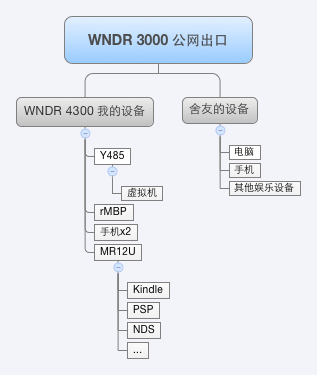 WNDR 3000 公网出口
WNDR 4300 我的设备
舍友的设备
Y485
虚拟机
rMBP
手机x2
MR12U
Kindle
PSP
NDS
...
电脑
手机
其他娱乐设备